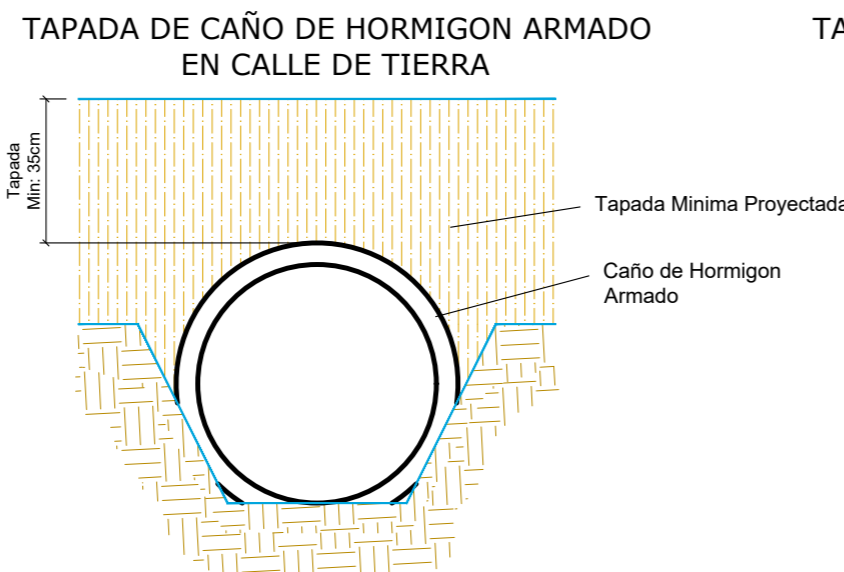 TAPADA DE CAÑO DE HORMIGON ARMADO
EN CALLE DE TIERRA
TA
Tapada
Min: 35cm
Tapada Minima Proyectada
Caño de Hormigon
Armado